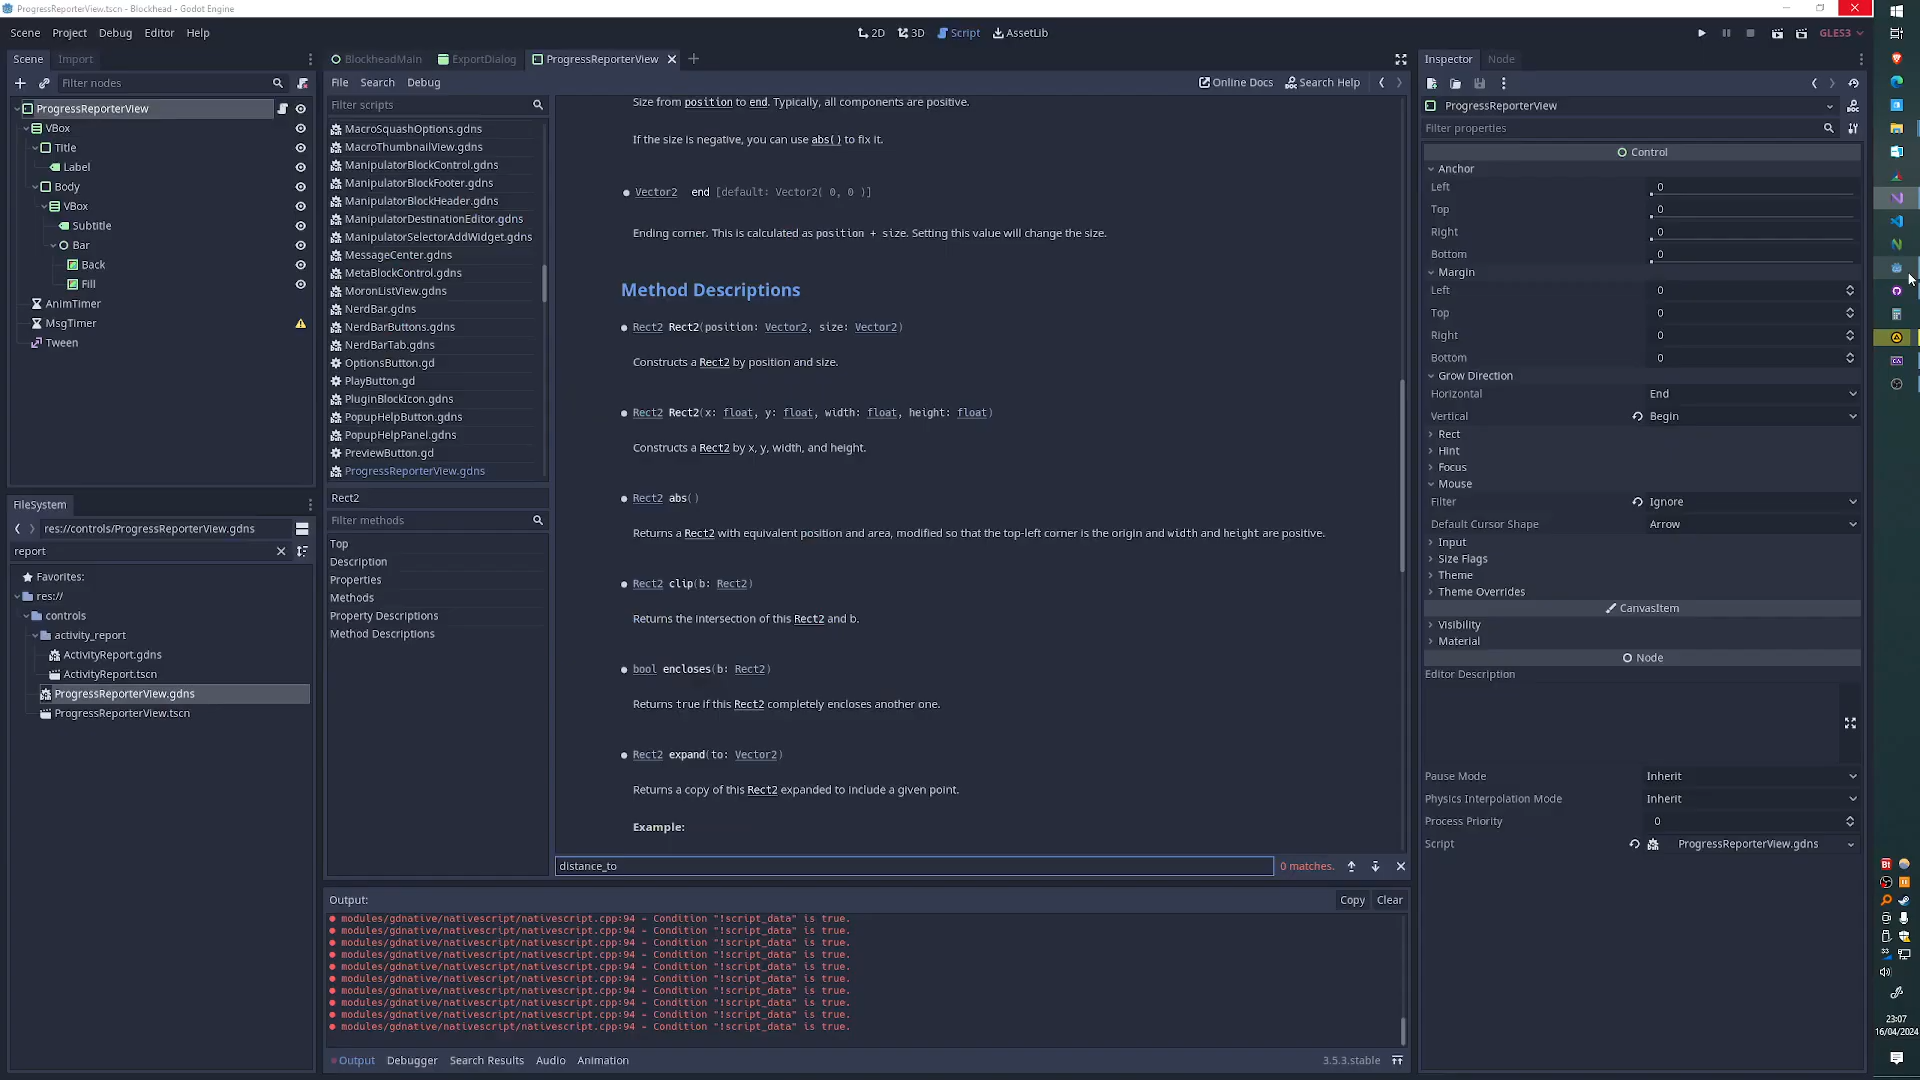 ProgressReporterView.tscn - Blockhead - Godot Engine
Scene Project Debug Editor Help
2D 3D Script AssetLib
GLES3
Scene Import
Filter nodes
ProgressReporterView
VBox
Title
Label
Body
VBox
Subtitle
Bar
Back
Fill
AnimTimer
MsgTimer
Tween
FileSystem
res://controls/ProgressReporterView.gdns
report
Favorites:
res://
controls
activity_report
ActivityReport.gdns
ActivityReport.tscn
ProgressReporterView.gdns
ProgressReporterView.tscn
BlockheadMain ExportDialog ProgressReporterView
File Search Debug
Online Docs Search Help
Filter scripts
MacroSquashOptions.gdns
MacroThumbnailView.gdns
ManipulatorBlockControl.gdns
ManipulatorBlockFooter.gdns
ManipulatorBlockHeader.gdns
ManipulatorDestinationEditor.gdns
ManipulatorSelectorAddWidget.gdns
MessageCenter.gdns
MetaBlockControl.gdns
MoronListView.gdns
NerdBar.gdns
NerdBarButtons.gdns
NerdBarTab.gdns
OptionsButton.gd
PlayButton.gd
PluginBlockIcon.gdns
PopupHelpButton.gdns
PopupHelpPanel.gdns
PreviewButton.gd
ProgressReporterView.gdns
Rect2
Filter methods
Top
Description
Properties
Methods
Property Descriptions
Method Descriptions
Size from position to end. Typically, all components are positive.
If the size is negative, you can use abs() to fix it.
Vector2 end [default: Vector2( 0, 0 )]
Ending corner. This is calculated as position + size. Setting this value will change the size.
Method Descriptions
Rect2 Rect2(position: Vector2, size: Vector2)
Constructs a Rect2 by position and size.
Rect2 Rect2(x: float, y: float, width: float, height: float)
Constructs a Rect2 by x, y, width, and height.
Rect2 abs()
Returns a Rect2 with equivalent position and area, modified so that the top-left corner is the origin and width and height are positive.
Rect2 clip(b: Rect2)
Returns the intersection of this Rect2 and b.
bool encloses(b: Rect2)
Returns true if this Rect2 completely encloses another one.
Rect2 expand(to: Vector2)
Returns a copy of this Rect2 expanded to include a given point.
Example:
distance_to
0 matches.
Output:
Copy Clear
modules/gdnative/nativescript/nativescript.cpp:94 - Condition "!script_data" is true.
modules/gdnative/nativescript/nativescript.cpp:94 - Condition "!script_data" is true.
modules/gdnative/nativescript/nativescript.cpp:94 - Condition "!script_data" is true.
modules/gdnative/nativescript/nativescript.cpp:94 - Condition "!script_data" is true.
modules/gdnative/nativescript/nativescript.cpp:94 - Condition "!script_data" is true.
modules/gdnative/nativescript/nativescript.cpp:94 - Condition "!script_data" is true.
modules/gdnative/nativescript/nativescript.cpp:94 - Condition "!script_data" is true.
modules/gdnative/nativescript/nativescript.cpp:94 - Condition "!script_data" is true.
modules/gdnative/nativescript/nativescript.cpp:94 - Condition "!script_data" is true.
modules/gdnative/nativescript/nativescript.cpp:94 - Condition "!script_data" is true.
Output Debugger Search Results Audio Animation
3.5.3.stable
Inspector Node
ProgressReporterView
Filter properties
Control
Anchor
Left 0
Top 0
Right 0
Bottom 0
Margin
Left 0
Top 0
Right 0
Bottom 0
Grow Direction
Horizontal End
Vertical Begin
Rect
Hint
Focus
Mouse
Filter Ignore
Default Cursor Shape Arrow
Input
Size Flags
Theme
Theme Overrides
CanvasItem
Visibility
Material
Node
Editor Description
Pause Mode Inherit
Physics Interpolation Mode Inherit
Process Priority 0
Script ProgressReporterView.gdns
23:07
16/04/2024